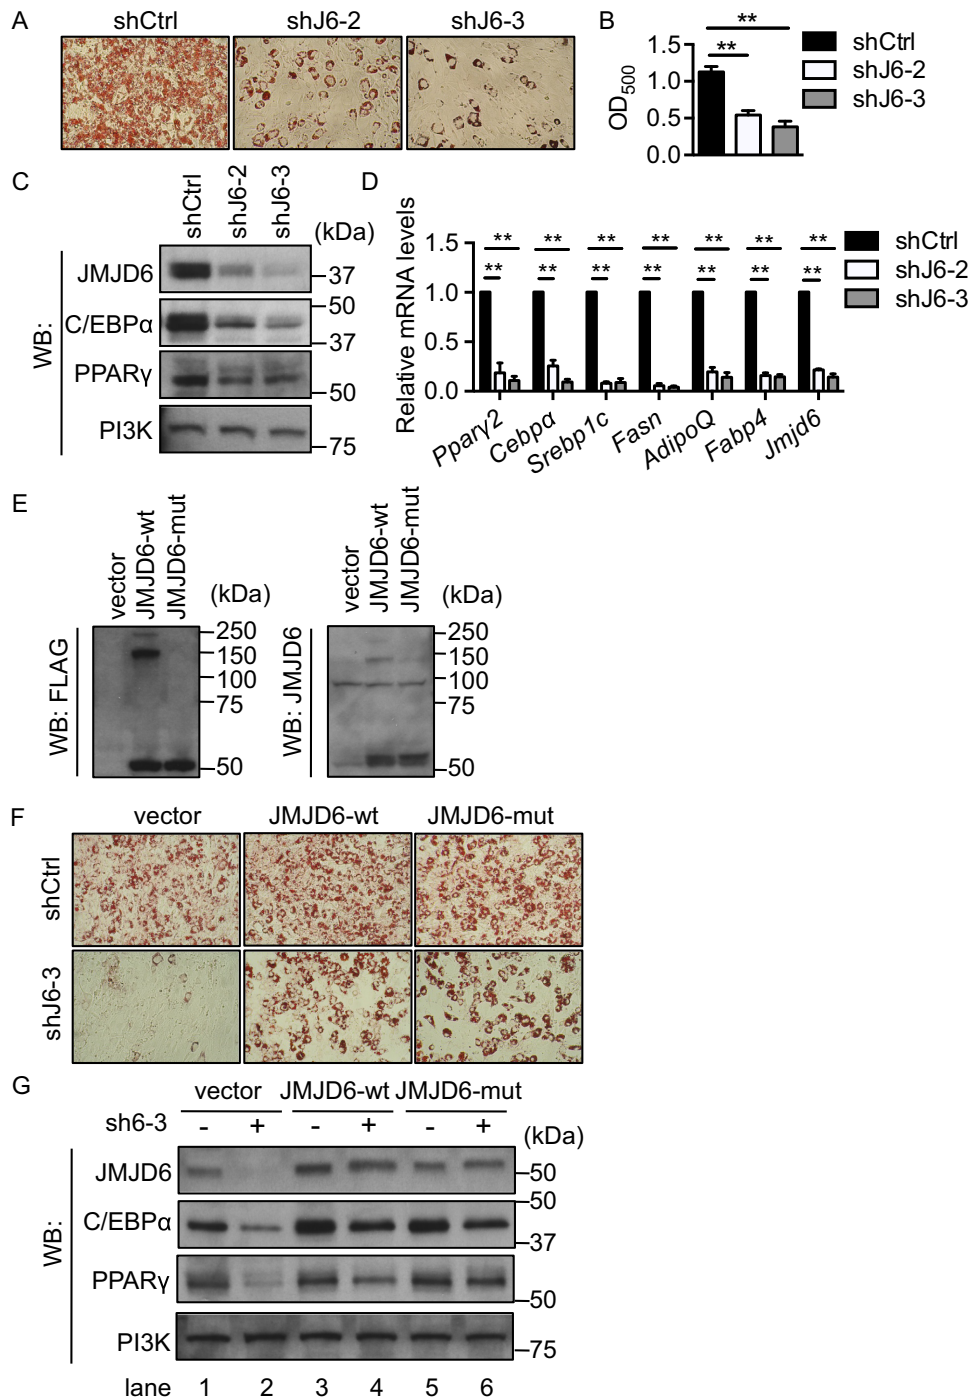 A
shCtrl shJ6-2 shJ6-3
B
**
**
OD500
1.5
1.0
0.5
0.0
shCtrl
shJ6-2
shJ6-3
C
shCtrl
shJ6-2
shJ6-3
(kDa)
WB:
JMJD6
37
C/EBPα
50
37
PPARγ
50
PI3K
75
D
Relative mRNA levels
1.5
1.0
0.5
0.0
** ** ** ** ** ** **
** ** ** ** ** ** **
shCtrl
shJ6-2
shJ6-3
Pparγ2
Cebpα
Srebp1c
Fasn
AdipoQ
Fabp4
Jmjd6
E
vector
JMJD6-wt
JMJD6-mut
(kDa)
WB: FLAG
250
150
100
75
50
vector
JMJD6-wt
JMJD6-mut
(kDa)
WB: JMJD6
250
150
100
75
50
F
vector JMJD6-wt JMJD6-mut
shCtrl
shJ6-3
G
vector JMJD6-wt JMJD6-mut
sh6-3 - + - + - +
(kDa)
WB:
JMJD6
50
C/EBPα
50
37
PPARγ
50
PI3K
75
lane 1 2 3 4 5 6